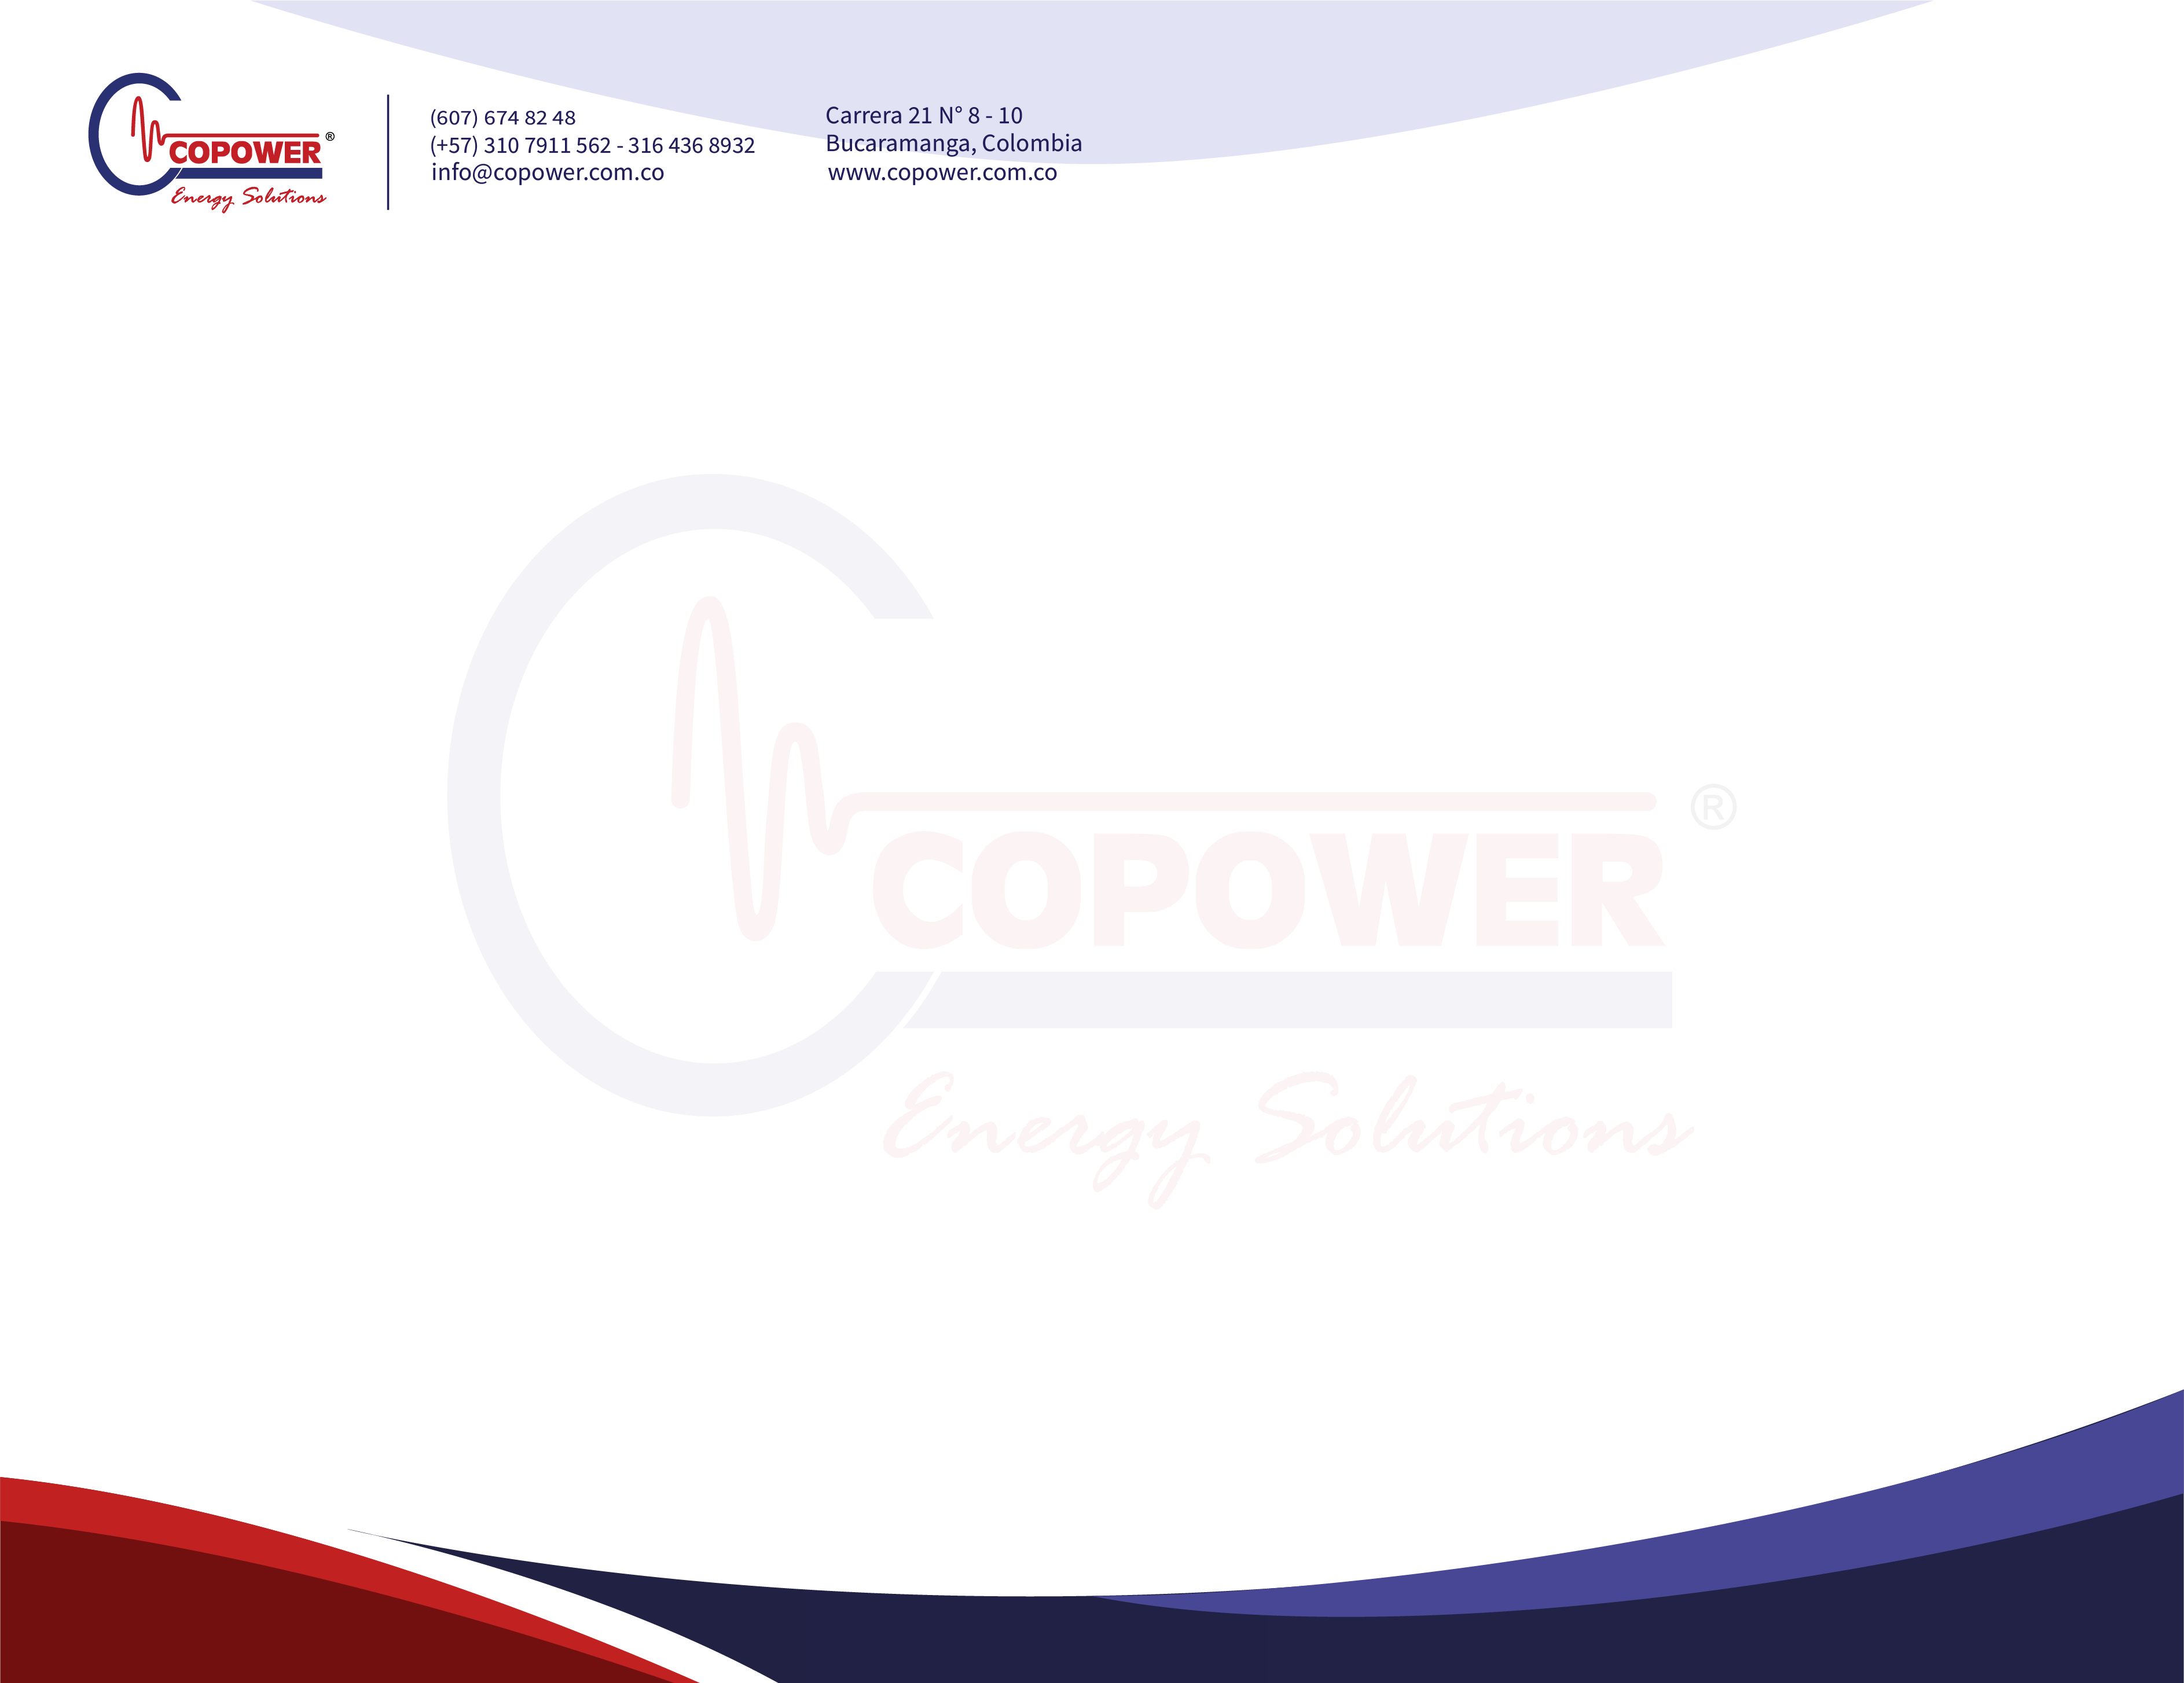 COPOWER ®
Energy Solutions
(607) 674 82 48
(+57) 310 7911 562 - 316 436 8932
info@copower.com.co
Carrera 21 N° 8 - 10
Bucaramanga, Colombia
www.copower.com.co
®
COPOWER
Energy Solutions